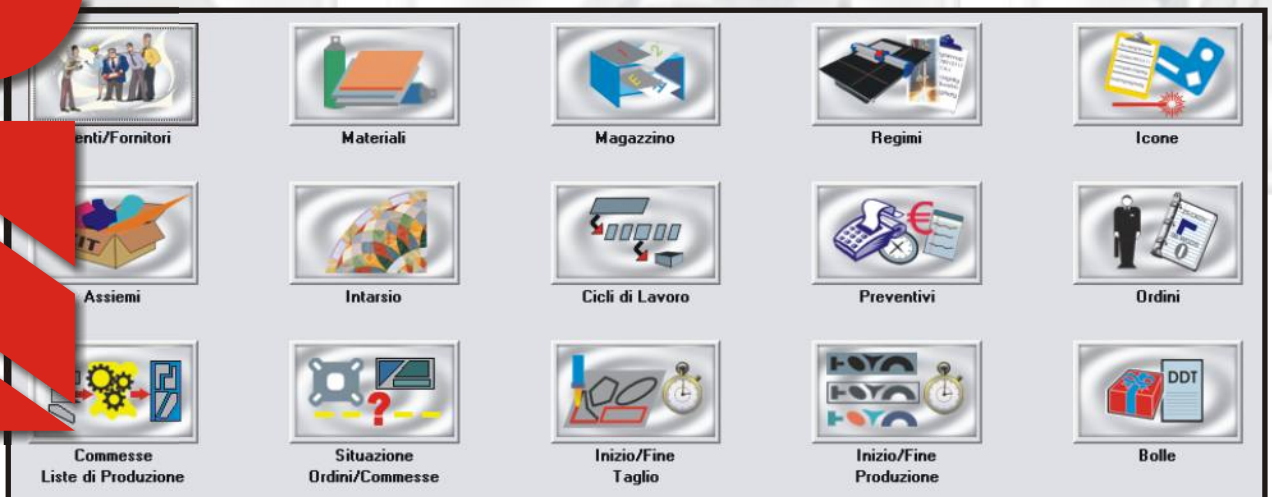 enti/Fornitori
Materiali
Magazzino
Regimi
Icone
Assiemi
Intarsio
Cicli di Lavoro
Preventivi
Ordini
DDT
Commesse
Liste di Produzione
Situazione
Ordini/Commesse
Inizio/Fine
Taglio
Inizio/Fine
Produzione
Bolle